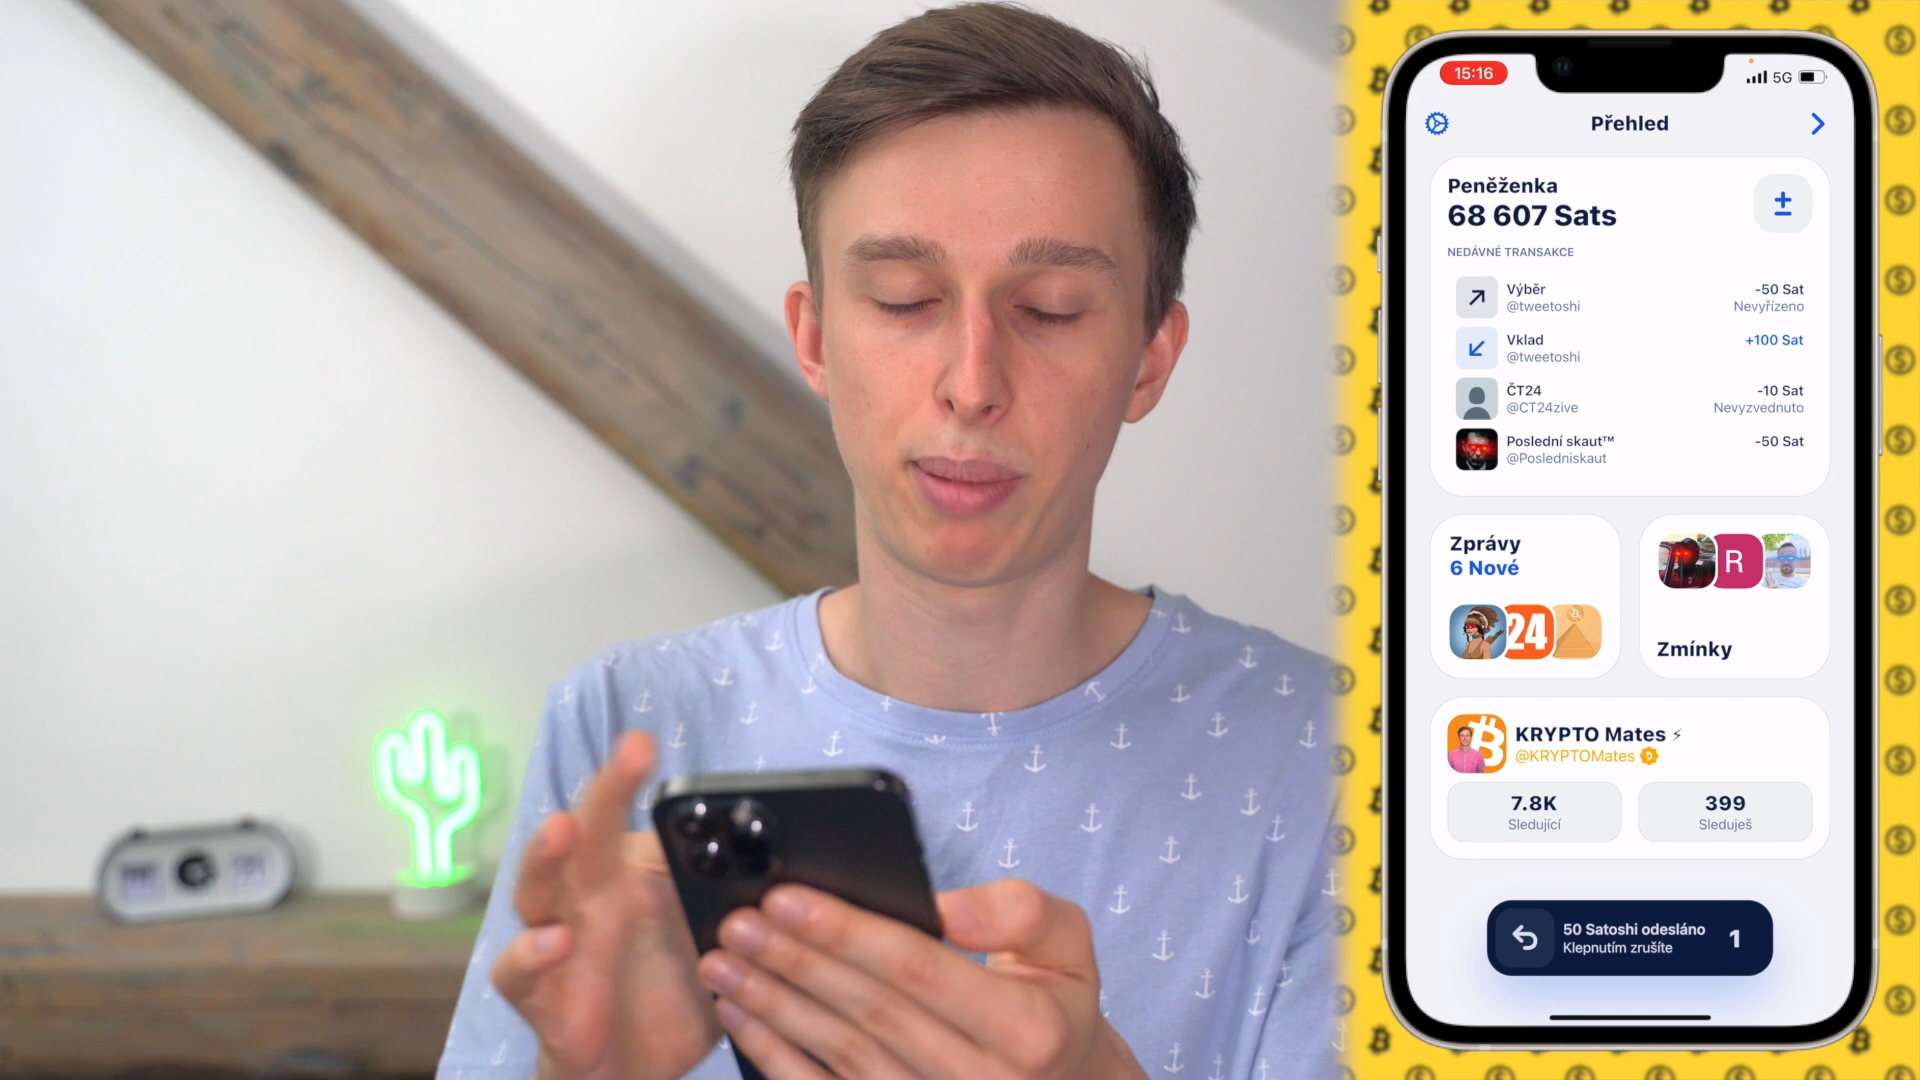 15:16
5G
Přehled
Peněženka
68 607 Sats
±
NEDÁVNÉ TRANSAKCE
Výběr
-50 Sat
@tweetoshi
Nevyřízeno
Vklad
+100 Sat
@tweetoshi
ČT24
-10 Sat
@CT24zive
Nevyzvednuto
Poslední skaut™
-50 Sat
@Posledniskaut
Zprávy
6 Nové
24
R
Zmínky
KRYPTO Mates ⚡
@KRYPTOMates
7.8K
Sledující
399
Sleduješ
50 Satoshi odesláno
Klepnutím zrušíte
1